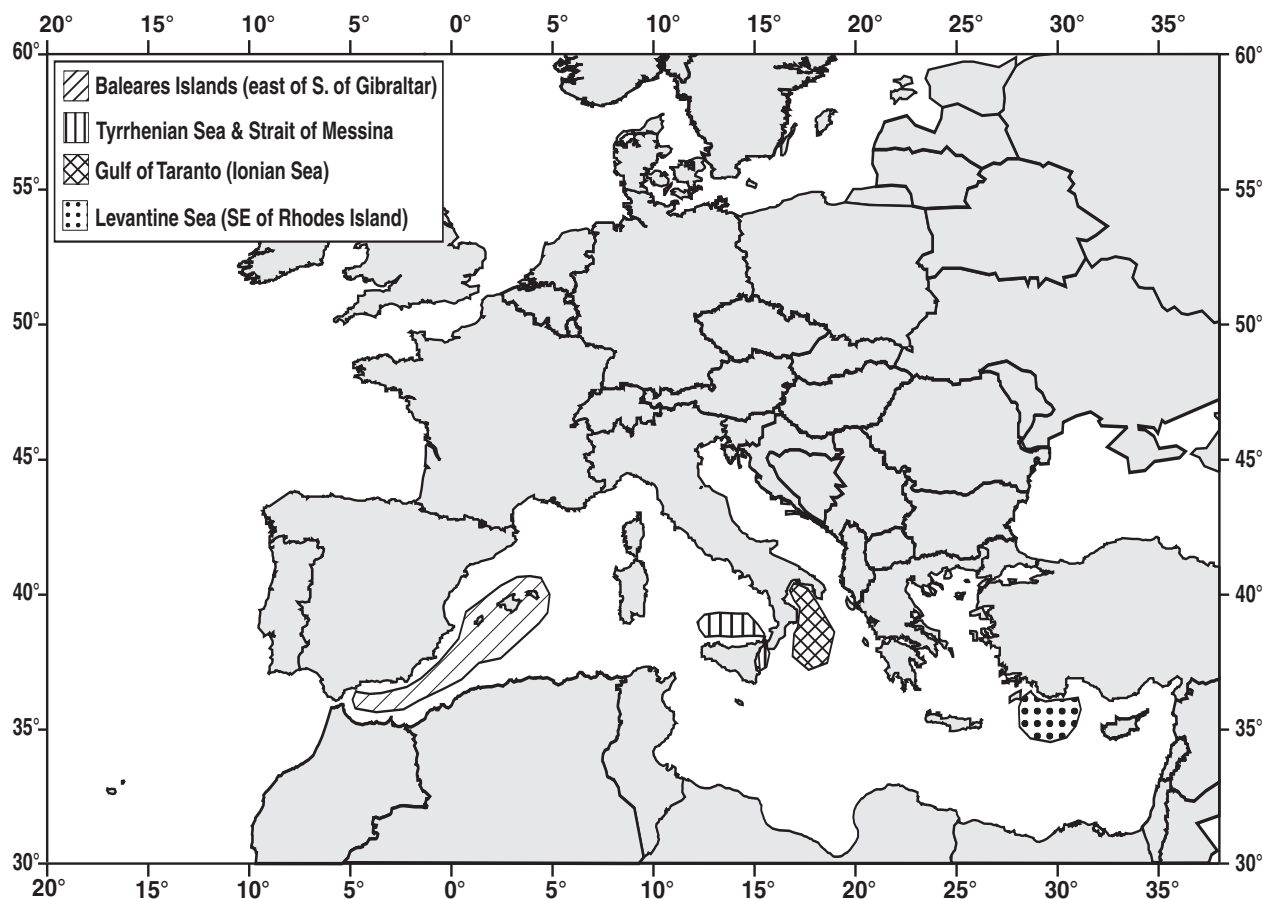 20° 15° 10° 5° 0° 5° 10° 15° 20° 25° 30° 35°
60° 60°
Baleares Islands (east of S. of Gibraltar)
Tyrrhenian Sea & Strait of Messina
Gulf of Taranto (Ionian Sea)
55° 55°
Levantine Sea (SE of Rhodes Island)
50° 50°
45° 45°
40° 40°
35° 35°
30° 30°
20° 15° 10° 5° 0° 5° 10° 15° 20° 25° 30° 35°